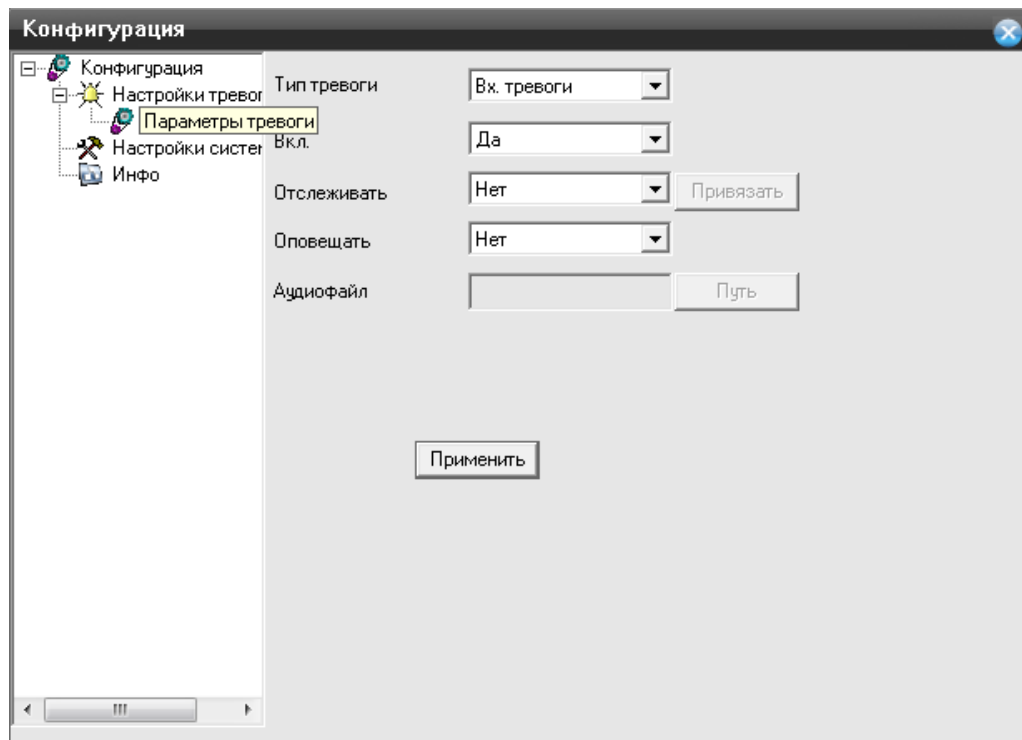 Конфигурация
Конфигурация
Настройки тревог
Параметры тревоги
Настройки систем
Инфо
Тип тревоги
Вх. тревоги
Вкл.
Да
Отслеживать
Нет
Привязать
Оповещать
Нет
Аудиофайл
Путь
Применить